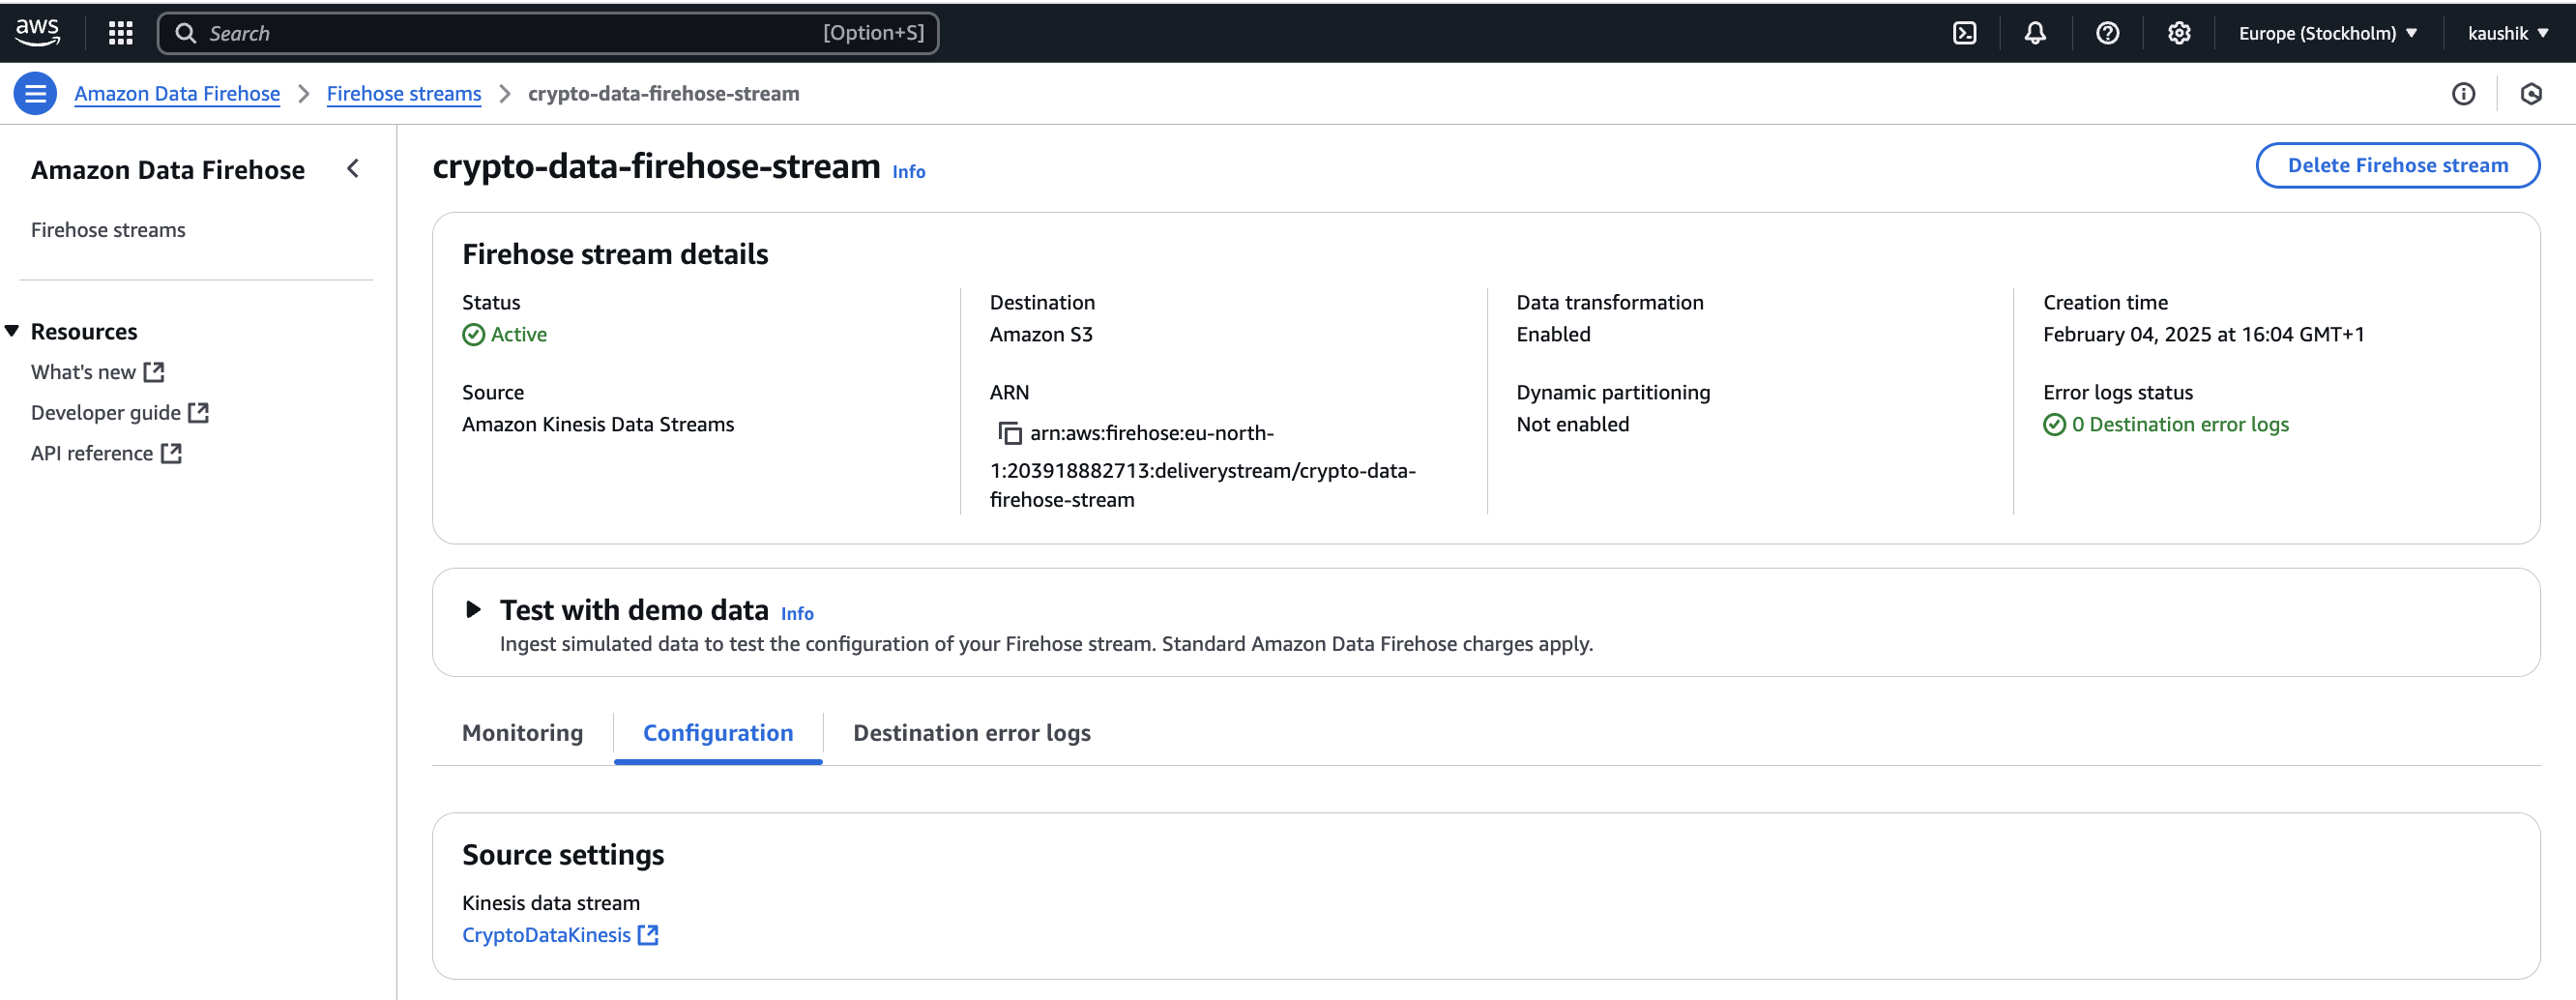 aws
Search [Option+S]
Europe (Stockholm)
kaushik
Amazon Data Firehose
Firehose streams
crypto-data-firehose-stream
Amazon Data Firehose
Firehose streams
Resources
What's new
Developer guide
API reference
crypto-data-firehose-stream Info
Delete Firehose stream
Firehose stream details
Status
Active
Source
Amazon Kinesis Data Streams
Destination
Amazon S3
ARN
arn:aws:firehose:eu-north-
1:203918882713:deliverystream/crypto-data-
firehose-stream
Data transformation
Enabled
Dynamic partitioning
Not enabled
Creation time
February 04, 2025 at 16:04 GMT+1
Error logs status
0 Destination error logs
Test with demo data Info
Ingest simulated data to test the configuration of your Firehose stream. Standard Amazon Data Firehose charges apply.
Monitoring
Configuration
Destination error logs
Source settings
Kinesis data stream
CryptoDataKinesis